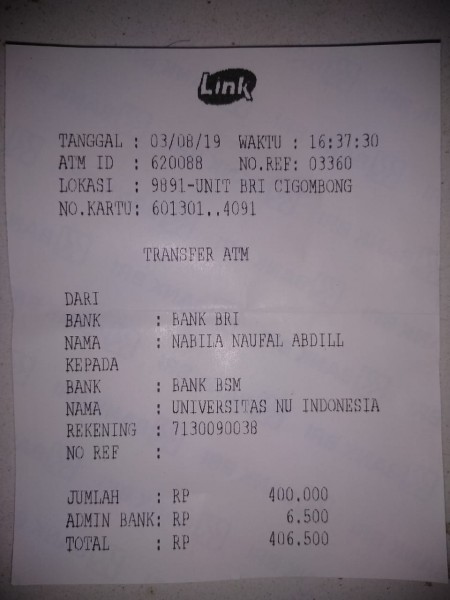 Link
TANGGAL : 03/08/19 WAKTU : 16:37:30
ATM ID : 620088 NO.REF: 03360
LOKASI : 9891-UNIT BRI CIGOMBONG
NO.KARTU: 601301..4091
TRANSFER ATM
DARI
BANK : BANK BRI
NAMA : NABILA NAUFAL ABDILL
KEPADA
BANK : BANK BSM
NAMA : UNIVERSITAS NU INDONESIA
REKENING : 7130090038
NO REF :
JUMLAH : RP 400.000
ADMIN BANK: RP 6.500
TOTAL : RP 406.500